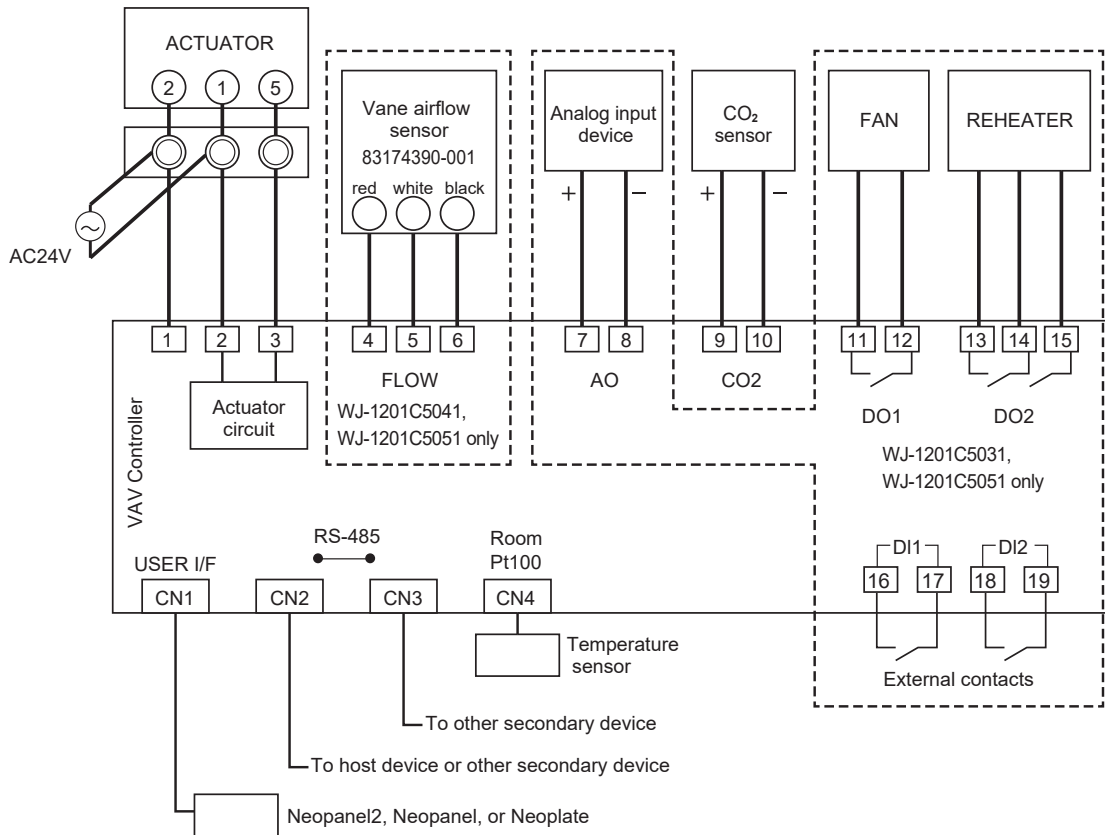 ACTUATOR
2 1 5
AC24V
Vane airflow
sensor
83174390-001
red white black
Analog input
device
+ −
CO₂
sensor
+ −
FAN
REHEATER
1 2 3 4 5 6 7 8 9 10 11 12 13 14 15
Actuator
circuit
FLOW
WJ-1201C5041,
WJ-1201C5051 only
AO
CO2
DO1
DO2
WJ-1201C5031,
WJ-1201C5051 only
VAV Controller
RS-485
Room
Pt100
USER I/F
CN1 CN2 CN3 CN4
DI1 DI2
16 17 18 19
Temperature
sensor
External contacts
To other secondary device
To host device or other secondary device
Neopanel2, Neopanel, or Neoplate